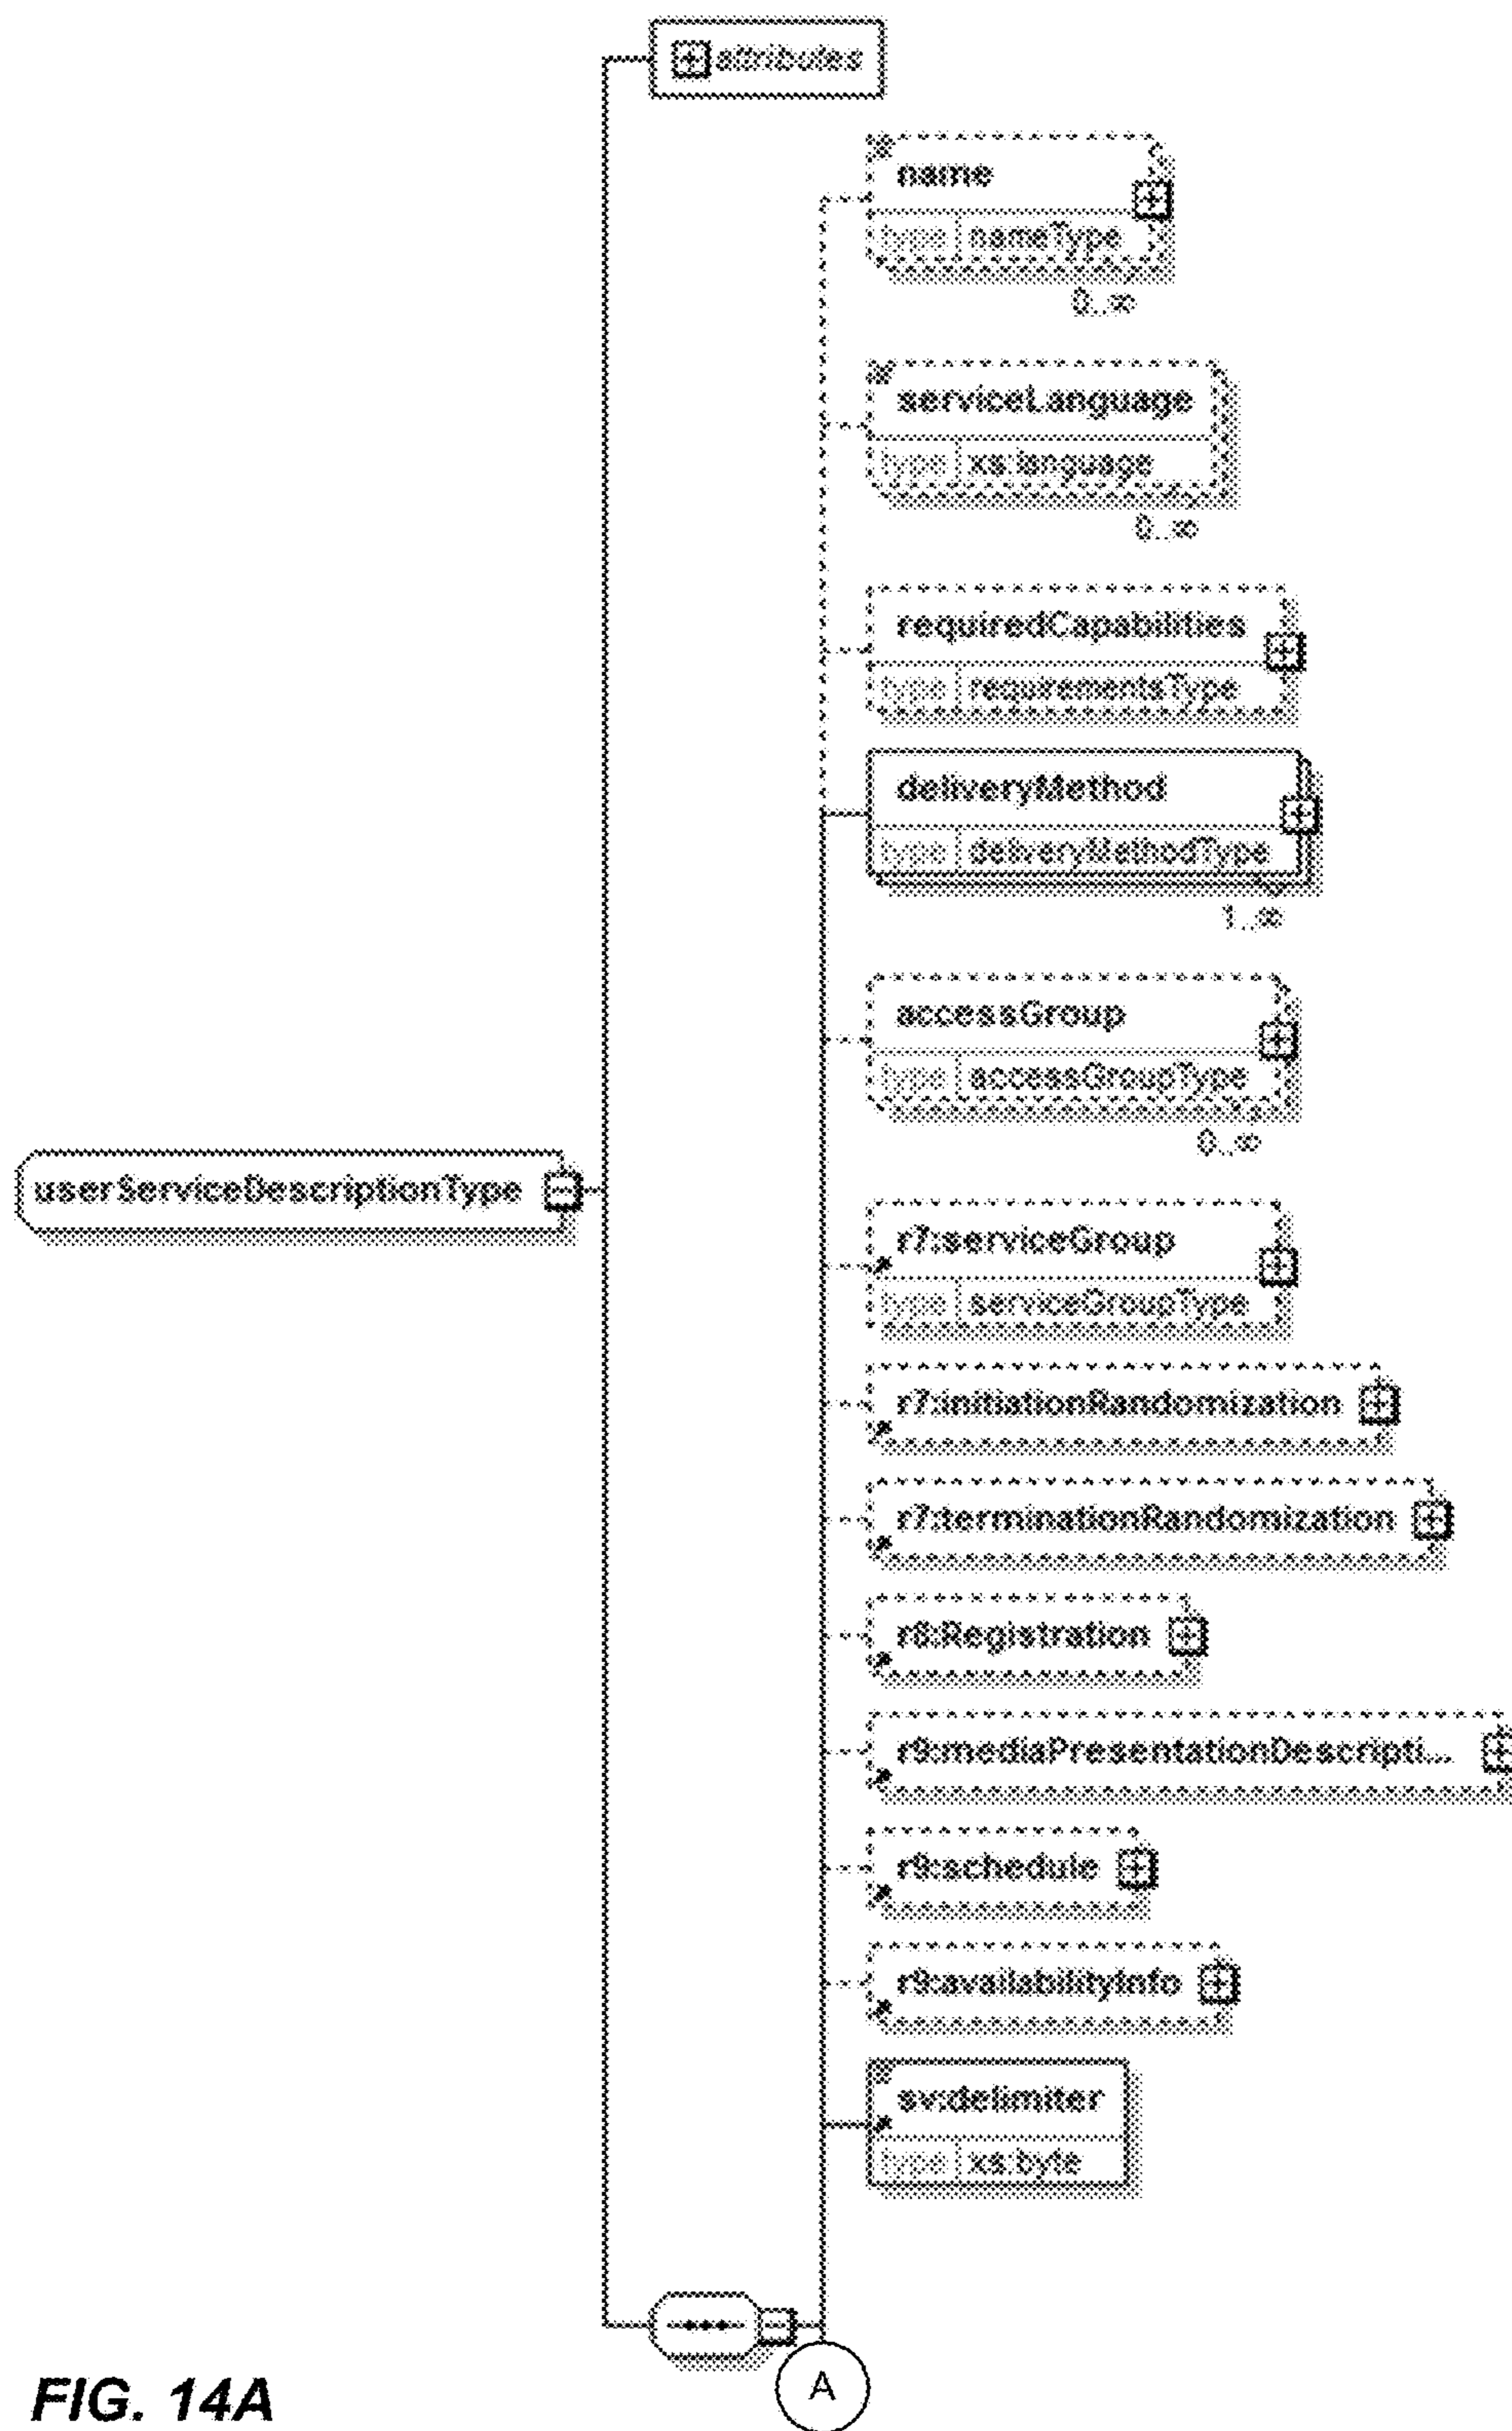 attributes
name
type nameType
0..∞
serviceLanguage
type xs:language
0..∞
requiredCapabilities
type requirementsType
deliveryMethod
type deliveryMethodType
1..∞
accessGroup
type accessGroupType
0..∞
userServiceDescriptionType
r7:serviceGroup
type serviceGroupType
r7:initiationRandomization
r7:terminationRandomization
r8:Registration
r9:mediaPresentationDescripti...
r9:schedule
r9:availabilityInfo
sv:delimiter
type xs:byte
A
FIG. 14A